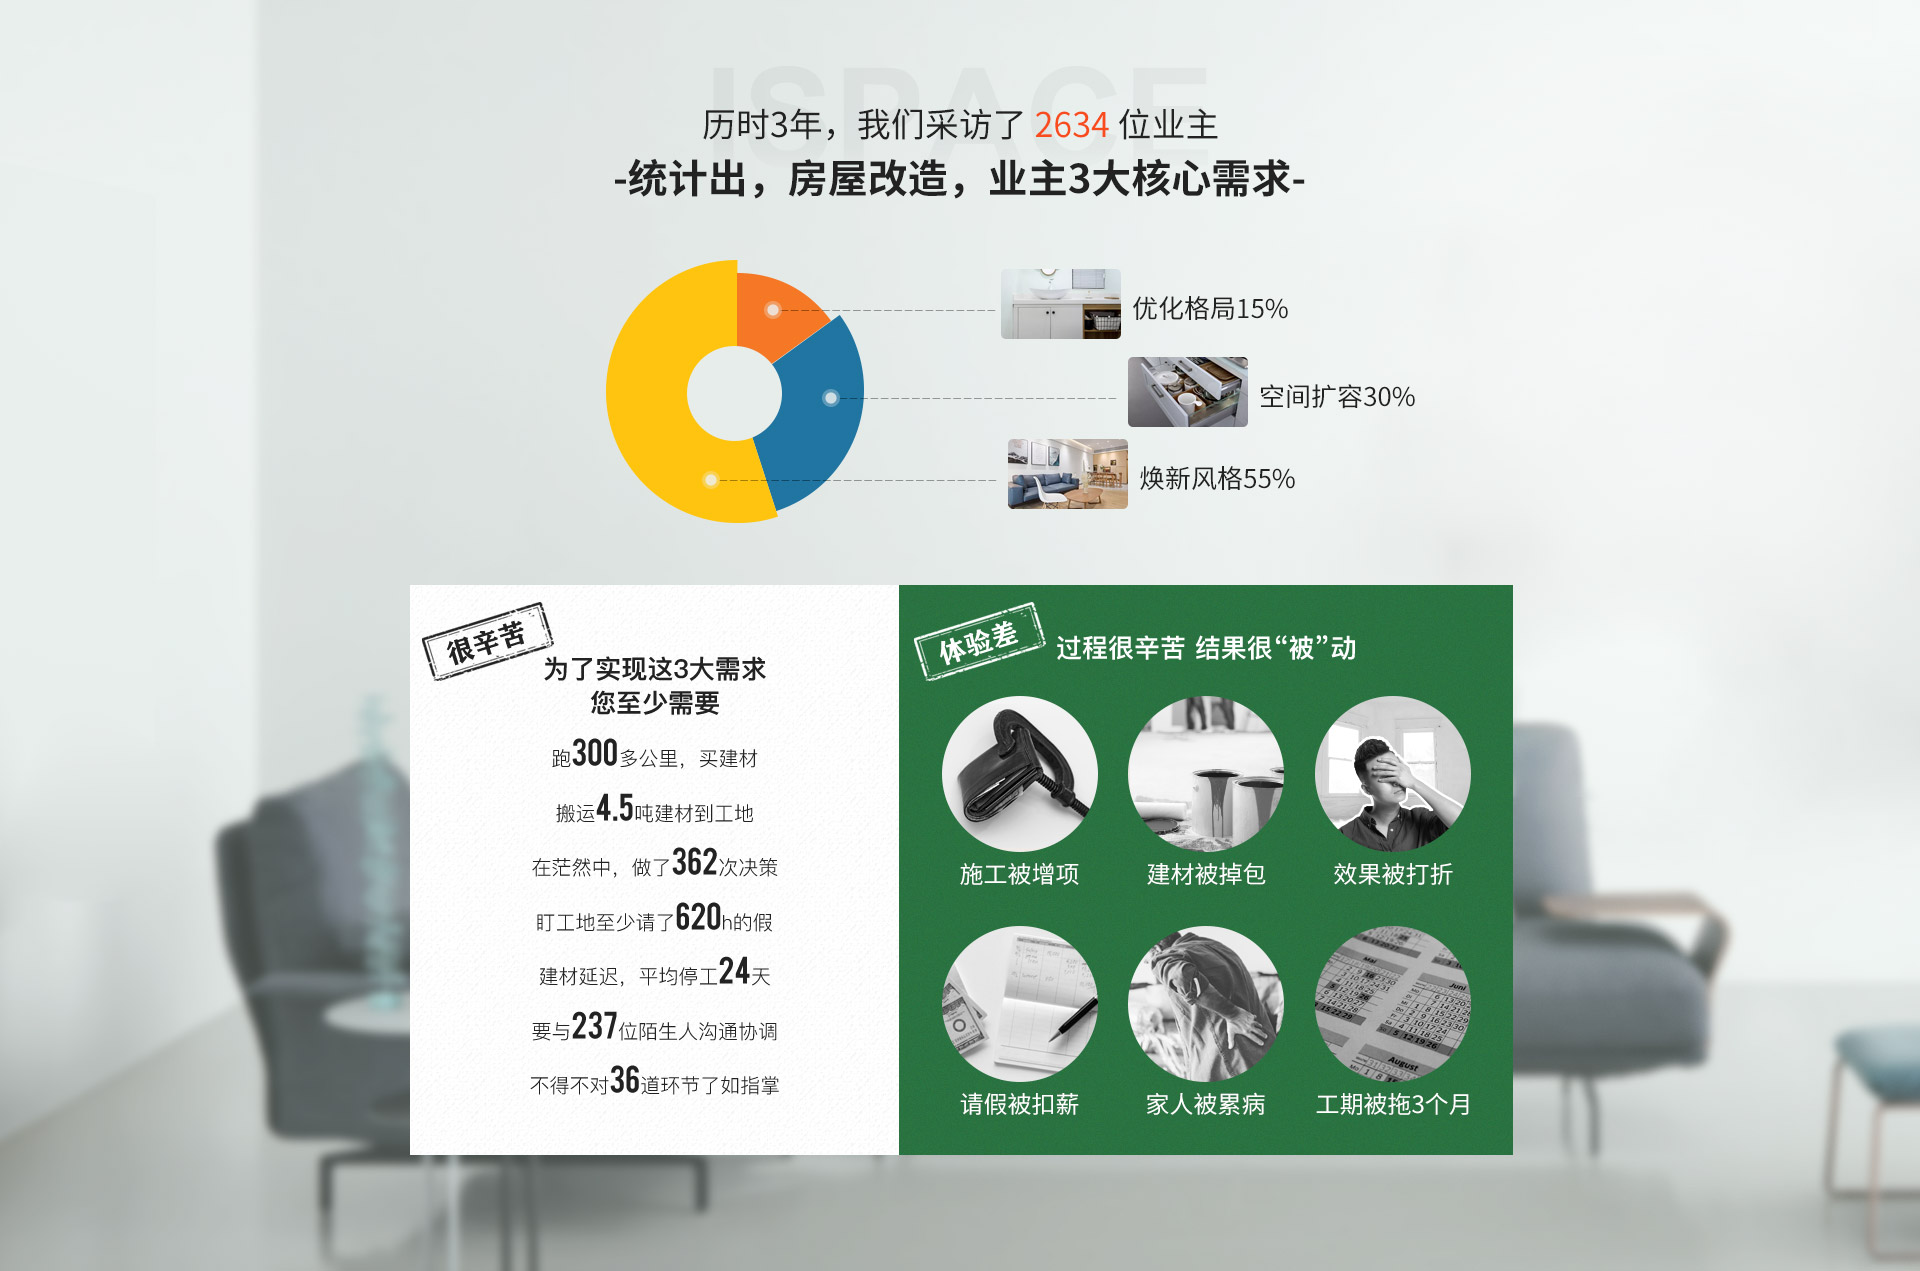 ISPACE
历时3年，我们采访了 2634 位业主
-统计出，房屋改造，业主3大核心需求-
优化格局15%
空间扩容30%
焕新风格55%
很辛苦
为了实现这3大需求
您至少需要
跑300多公里，买建材
搬运4.5吨建材到工地
在茫然中，做了362次决策
盯工地至少请了620h的假
建材延迟，平均停工24天
要与237位陌生人沟通协调
不得不对36道环节了如指掌
体验差
过程很辛苦 结果很“被”动
施工被增项
建材被掉包
效果被打折
请假被扣薪
家人被累病
工期被拖3个月
Mai
Juni
August